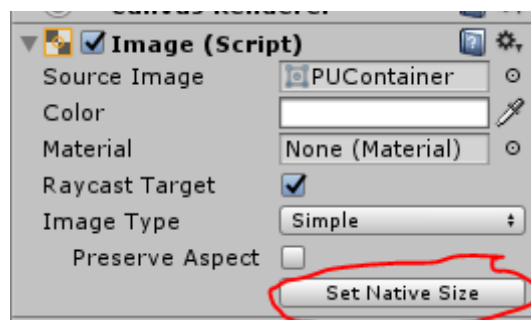 Image (Script)
Source Image PUContainer
Color
Material None (Material)
Raycast Target
Image Type Simple
Preserve Aspect
Set Native Size